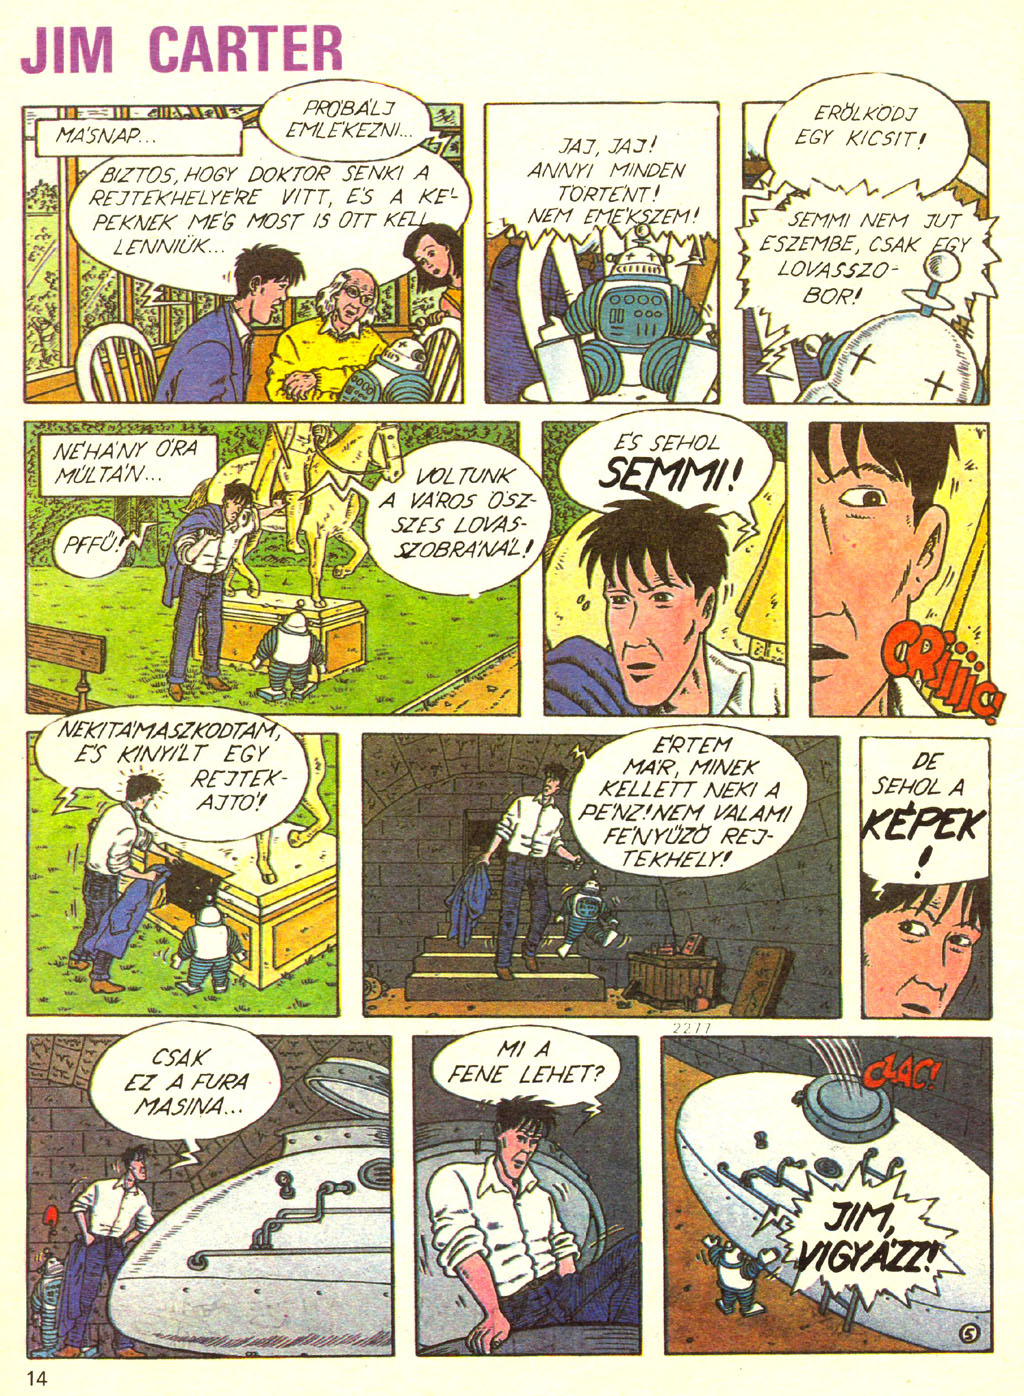 JIM CARTER
MÁSNAP...
PRÓBÁLJ
EMLÉKEZNI...
BIZTOS, HOGY DOKTOR SENKI A
REJTEKHELYÉRE VITT, ÉS A KÉ-
PEKNEK MÉG MOST IS OTT KELL
LENNIÜK...
JAJ, JAJ!
ANNYI MINDEN
TÖRTÉNT!
NEM EMÉKSZEM!
ERŐLKÖDJ
EGY KICSIT!
SEMMI NEM JUT
ESZEMBE, CSAK EGY
LOVASSZO-
BOR!
NÉHÁNY ÓRA
MÚLTÁN...
PFFŰ!
VOLTUNK
A VÁROS ÖSZ-
SZES LOVAS-
SZOBRÁNÁL!
ÉS SEHOL
SEMMI!
CRÍÍÍC!
NEKITÁMASZKODTAM,
ÉS KINYÍLT EGY
REJTEK-
AJTÓ!
ÉRTEM
MÁR, MINEK
KELLETT NEKI A
PÉNZ! NEM VALAMI
FÉNYŰZŐ REJ-
TEKHELY!
DE
SEHOL A
KÉPEK
!
CSAK
EZ A FURA
MASINA...
MI A
FENE LEHET?
2277
CLAC!
JIM,
VIGYÁZZ!
5
14